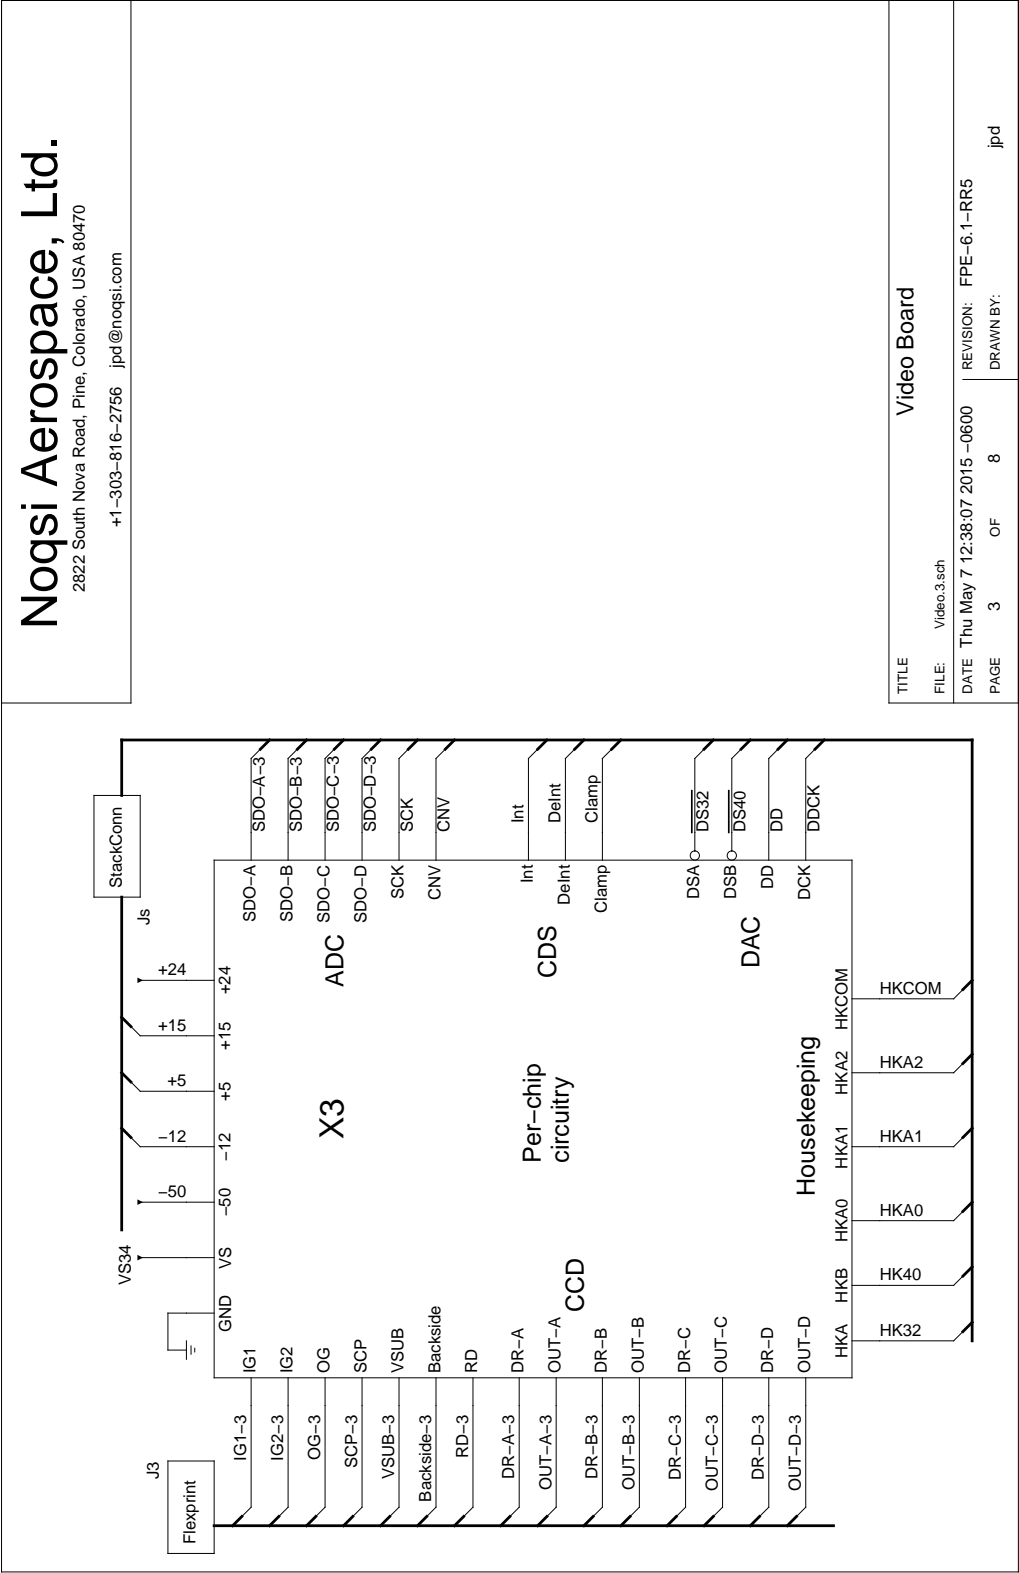 Noqsi Aerospace, Ltd.
2822 South Nova Road, Pine, Colorado, USA 80470
+1−303−816−2756 jpd@noqsi.com
J3
Flexprint
StackConn
Js
VS34
−50
−12
+5
+15
+24
GND
VS
−50
−12
+5
+15
+24
IG1−3
IG2−3
OG−3
SCP−3
VSUB−3
Backside−3
RD−3
DR−A−3
OUT−A−3
DR−B−3
OUT−B−3
DR−C−3
OUT−C−3
DR−D−3
OUT−D−3
IG1
IG2
OG
SCP
VSUB
Backside
RD
DR−A
OUT−A
DR−B
OUT−B
DR−C
OUT−C
DR−D
OUT−D
CCD
X3
Per−chip
circuitry
Housekeeping
ADC
CDS
DAC
SDO−A
SDO−B
SDO−C
SDO−D
SCK
CNV
Int
DeInt
Clamp
DSA
DSB
DD
DCK
SDO−A−3
SDO−B−3
SDO−C−3
SDO−D−3
SCK
CNV
Int
DeInt
Clamp
DS32
DS40
DD
DDCK
HKA
HKB
HKA0
HKA1
HKA2
HKCOM
HK32
HK40
HKA0
HKA1
HKA2
HKCOM
TITLE
Video Board
FILE: Video.3.sch
DATE Thu May 7 12:38:07 2015 −0600
REVISION: FPE−6.1−RR5
PAGE 3 OF 8
DRAWN BY: jpd